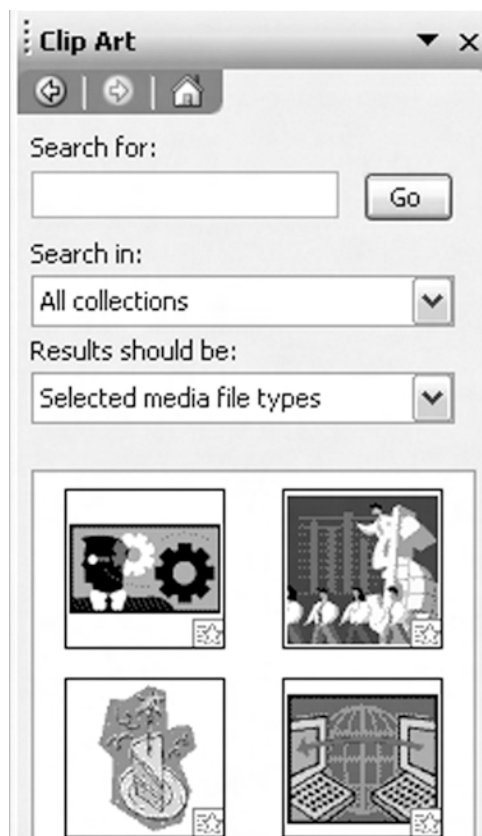 Clip Art
Search for:
Go
Search in:
All collections
Results should be:
Selected media file types